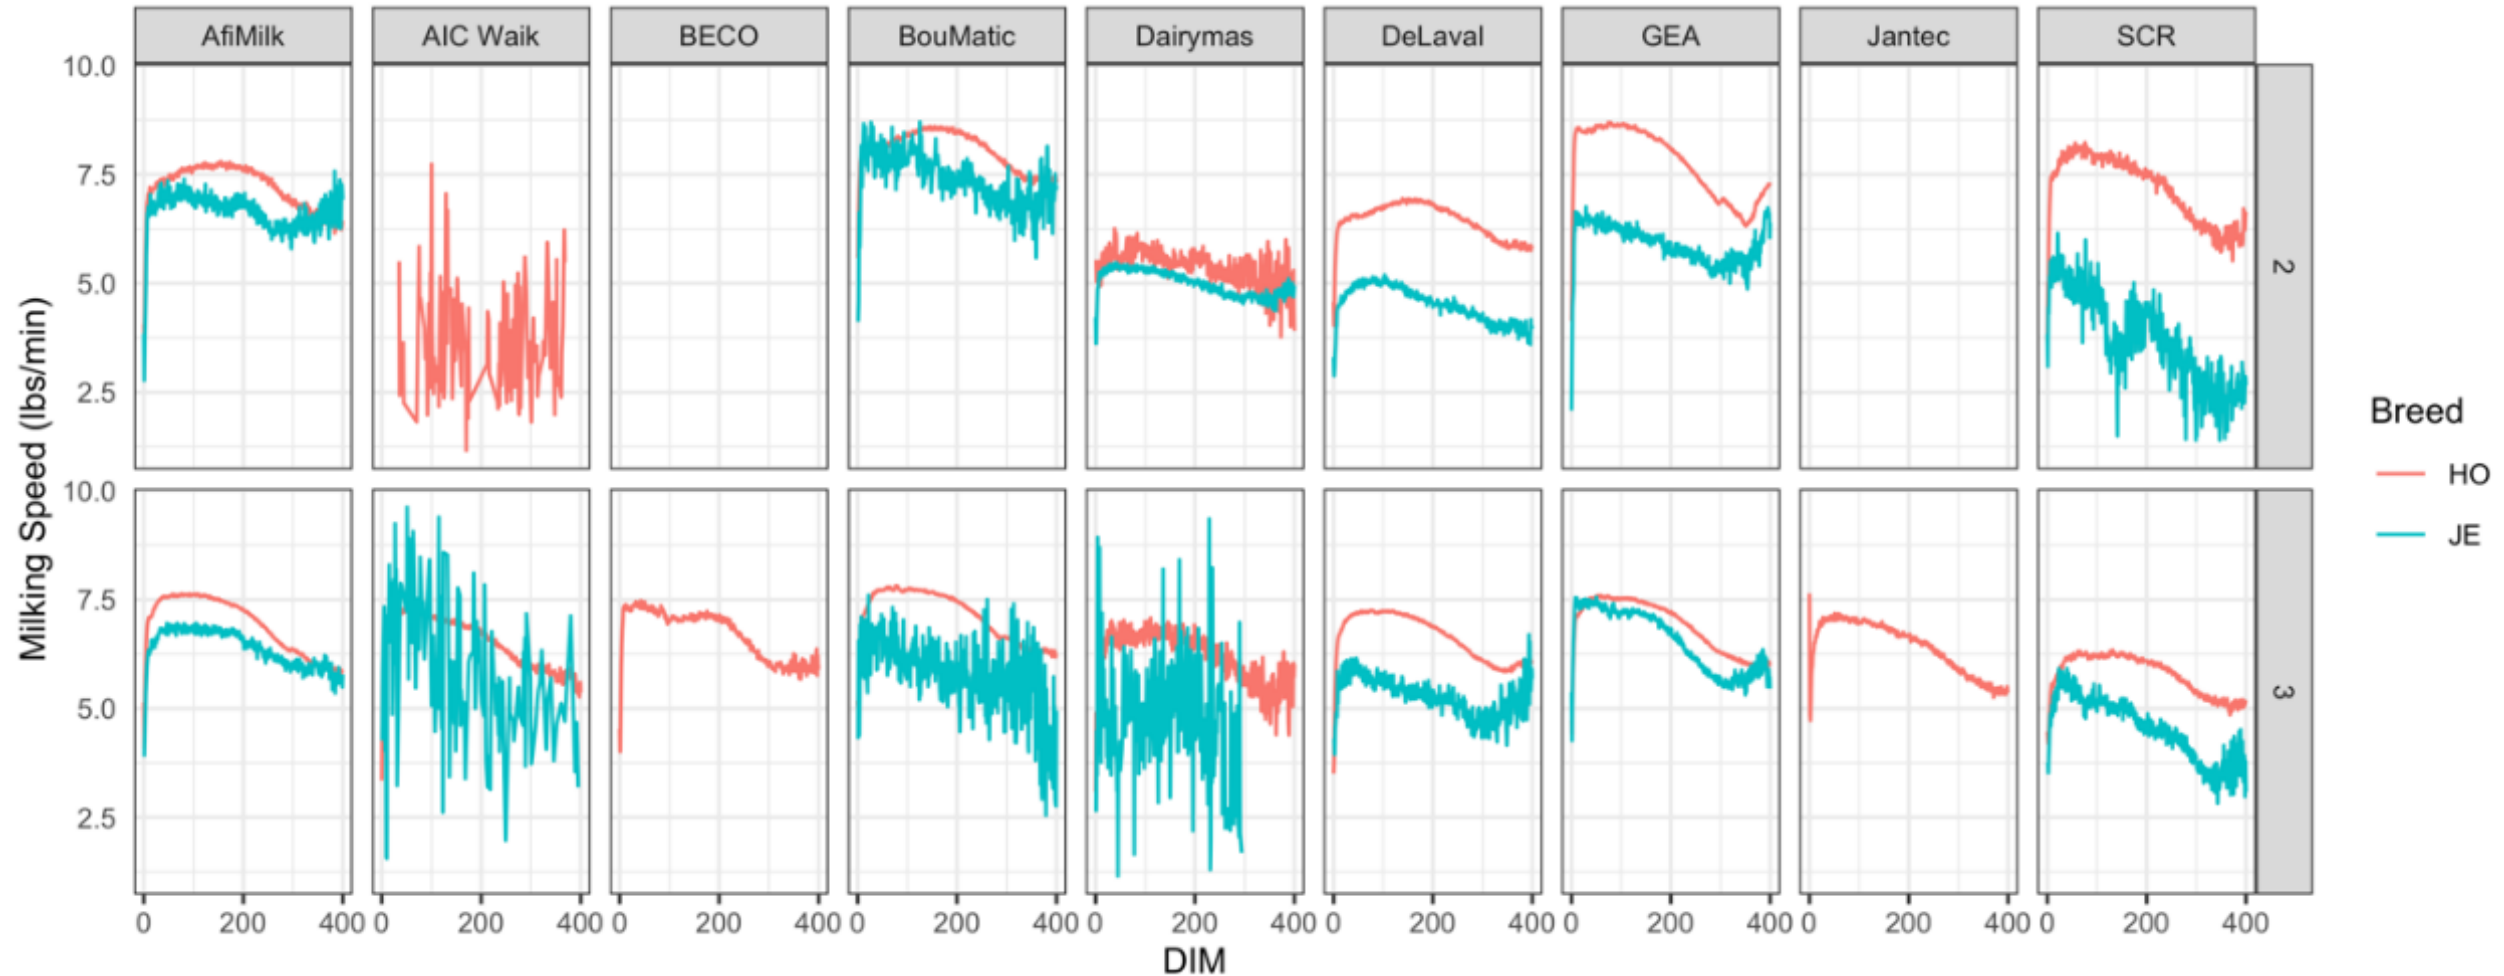 AfiMilk AIC Waik BECO BouMatic Dairymas DeLaval GEA Jantec SCR
10.0
7.5
5.0
2.5
2
10.0
7.5
5.0
2.5
3
0 200 400 0 200 400 0 200 400 0 200 400 0 200 400 0 200 400 0 200 400 0 200 400 0 200 400
DIM
Milking Speed (lbs/min)
Breed
HO
JE